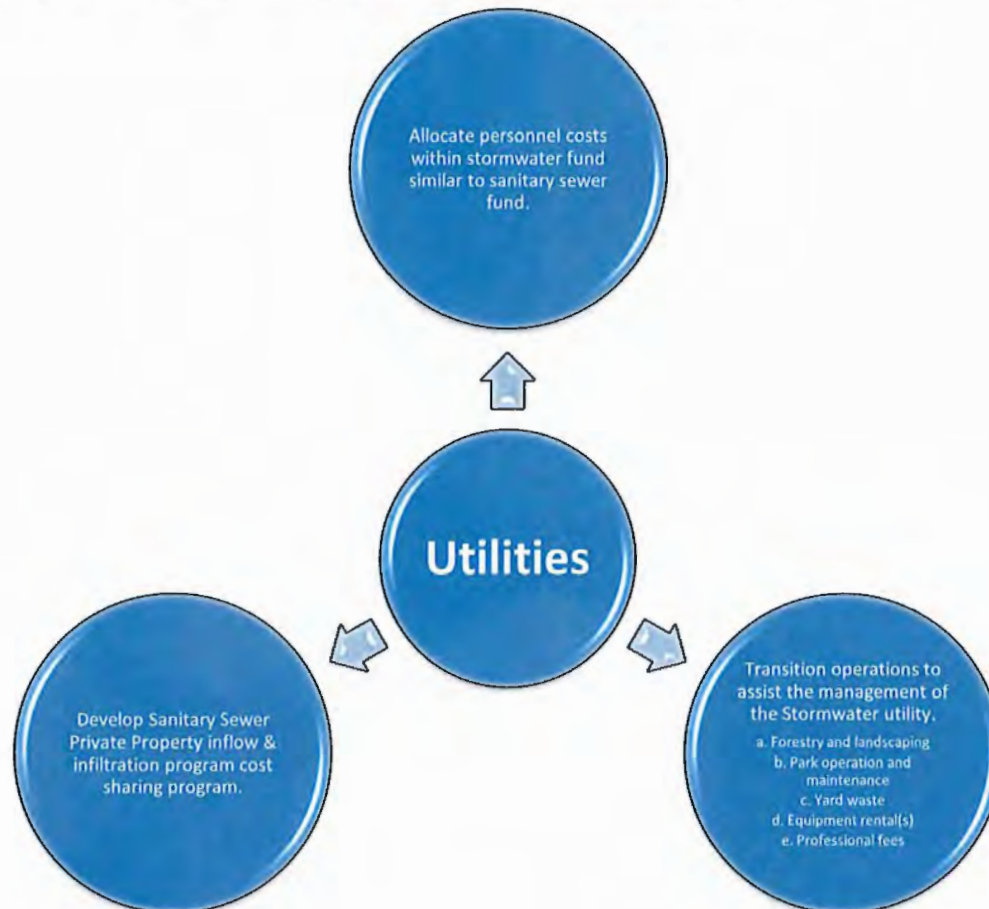 Allocate personnel costs
within stormwater fund
similar to sanitary sewer
fund.
Utilities
Develop Sanitary Sewer
Private Property inflow &
infiltration program cost
sharing program.
Transition operations to
assist the management of
the Stormwater utility.
a. Forestry and landscaping
b. Park operation and
maintenance
c. Yard waste
d. Equipment rental(s)
e. Professional fees